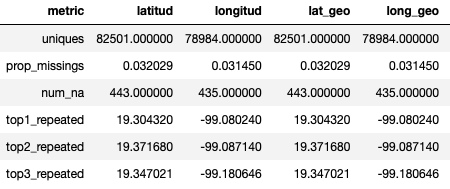 metric latitud longitud lat_geo long_geo
uniques 82501.000000 78984.000000 82501.000000 78984.000000
prop_missings 0.032029 0.031450 0.032029 0.031450
num_na 443.000000 435.000000 443.000000 435.000000
top1_repeated 19.304320 -99.080240 19.304320 -99.080240
top2_repeated 19.371680 -99.087140 19.371680 -99.087140
top3_repeated 19.347021 -99.180646 19.347021 -99.180646